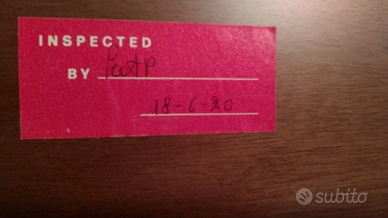 INSPECTED
BY
18-6-20
subito